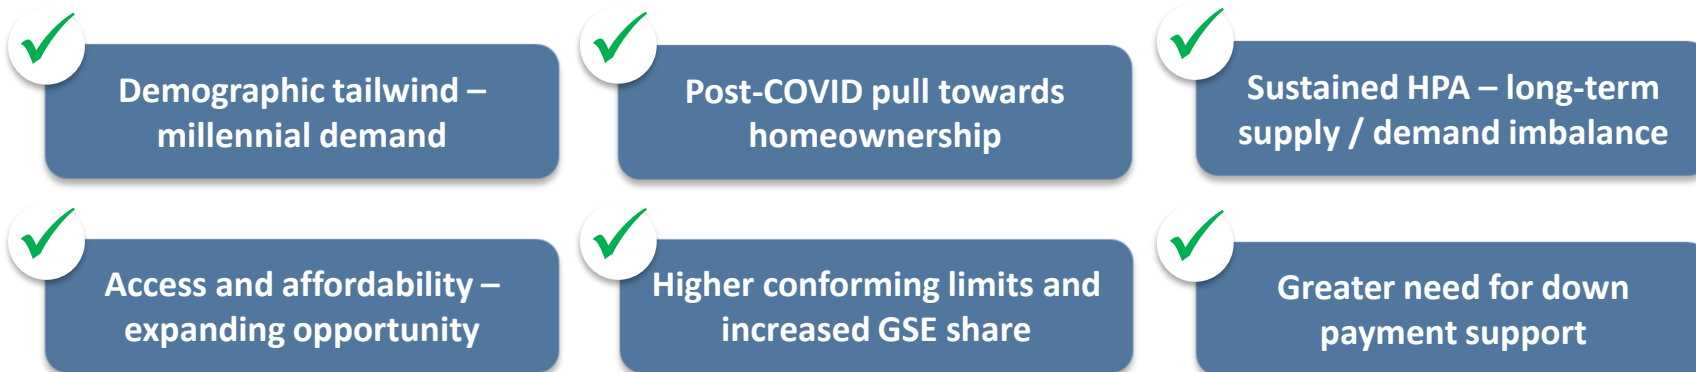 Demographic tailwind –
millennial demand
Post-COVID pull towards
homeownership
Sustained HPA – long-term
supply / demand imbalance
Access and affordability –
expanding opportunity
Higher conforming limits and
increased GSE share
Greater need for down
payment support